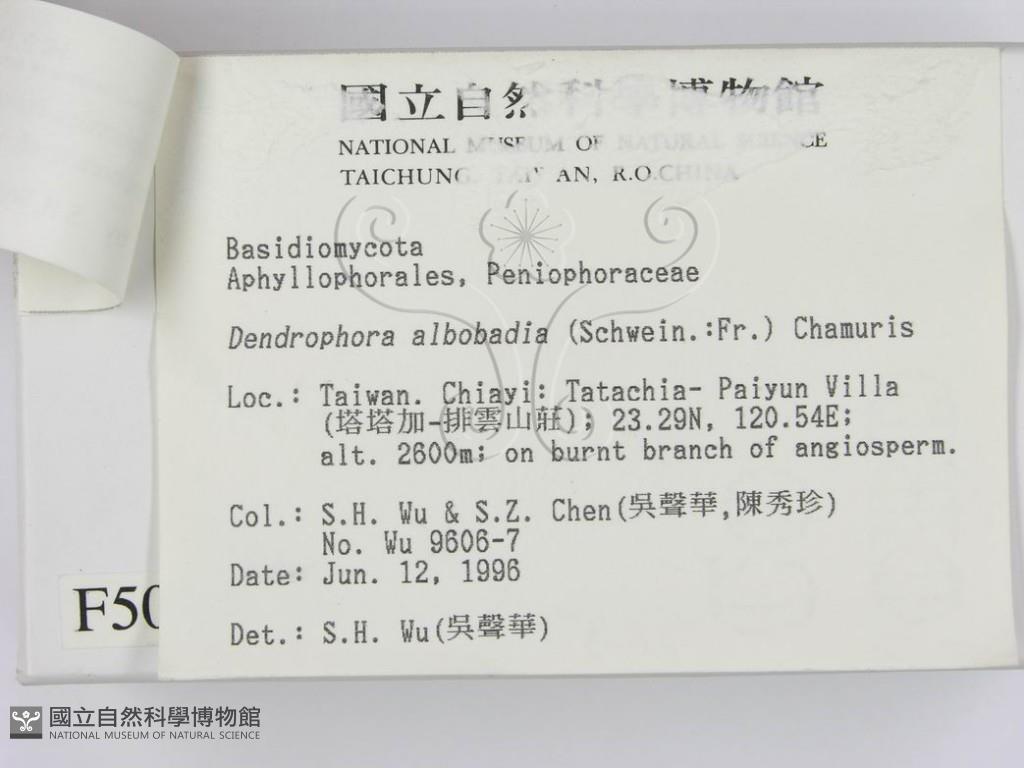 國立自然科學博物館
NATIONAL MUSEUM OF NATURAL SCIENCE
TAICHUNG, TAIWAN, R.O.CHINA
Basidiomycota
Aphyllophorales, Peniophoraceae
Dendrophora albobadia (Schwein.:Fr.) Chamuris
Loc.: Taiwan. Chiayi: Tatachia- Paiyun Villa
(塔塔加-排雲山莊); 23.29N, 120.54E;
alt. 2600m; on burnt branch of angiosperm.
Col.: S.H. Wu & S.Z. Chen(吳聲華,陳秀珍)
No. Wu 9606-7
Date: Jun. 12, 1996
F50
Det.: S.H. Wu(吳聲華)
國立自然科學博物館
NATIONAL MUSEUM OF NATURAL SCIENCE